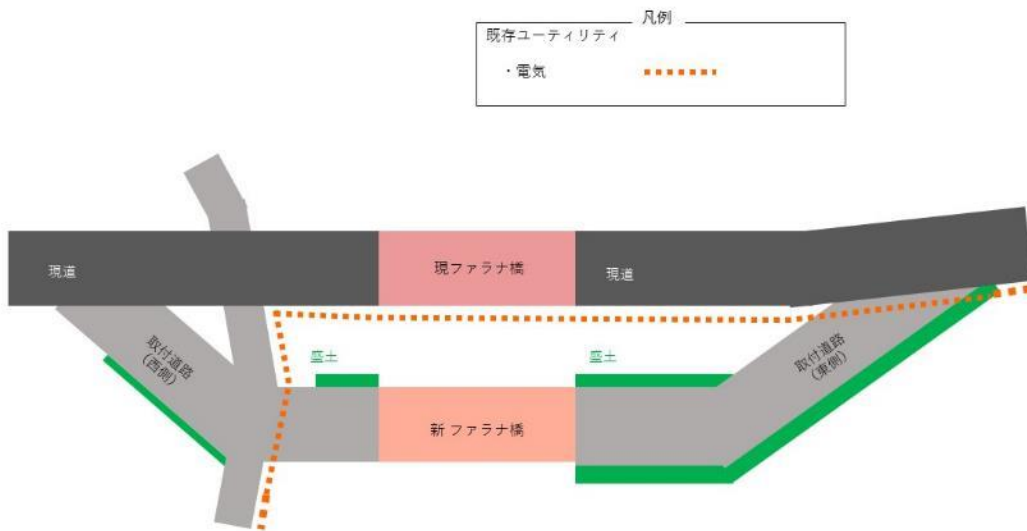 凡例
既存ユーティリティ
・電気
現道
現ファラナ橋
現道
取付道路
(西側)
盛土
盛土
取付道路
(東側)
新 ファラナ橋